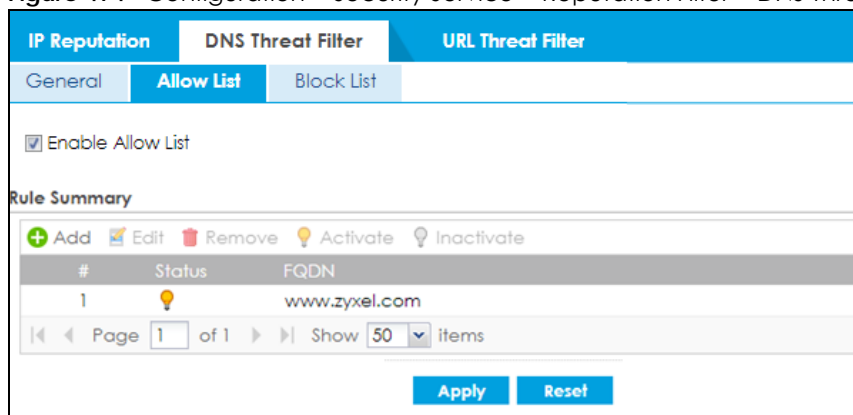 IP Reputation DNS Threat Filter URL Threat Filter
General Allow List Block List
Enable Allow List
Rule Summary
Add Edit Remove Activate Inactivate
# Status FQDN
1 www.zyxel.com
Page 1 of 1 Show 50 items
Apply Reset